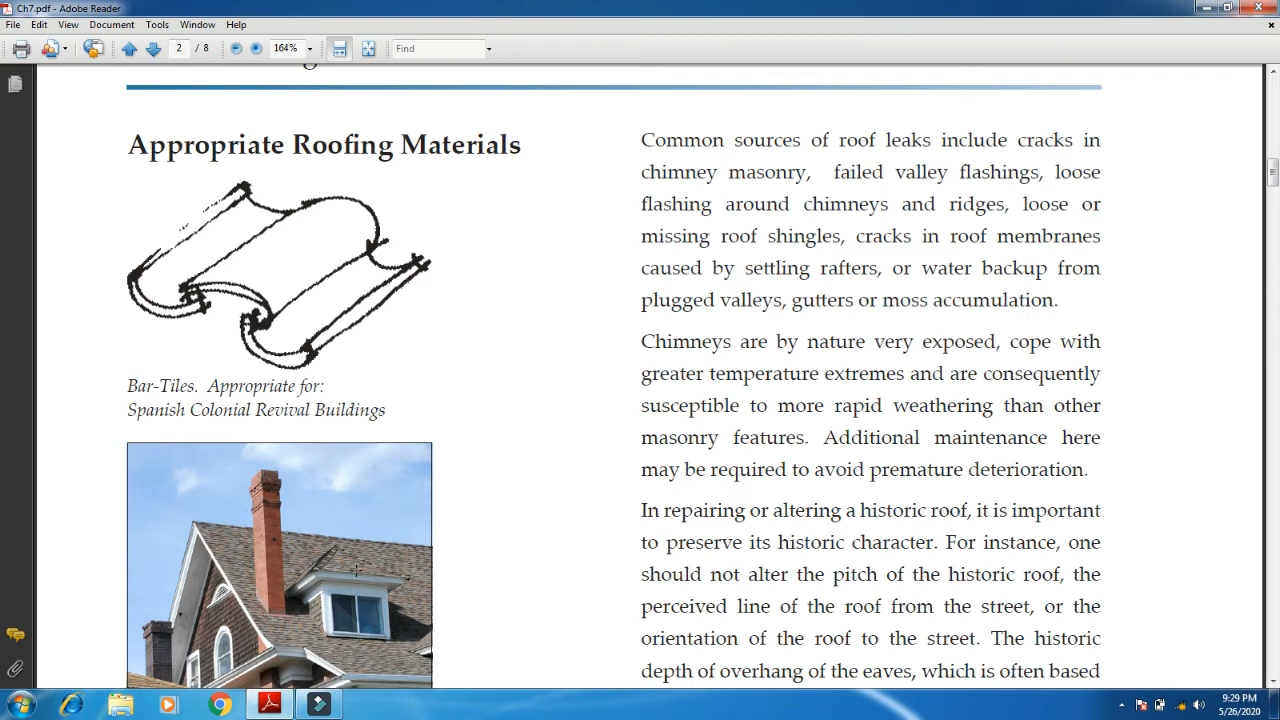 Ch7.pdf - Adobe Reader
File Edit View Document Tools Window Help
2 / 8 164% Find
Appropriate Roofing Materials
Bar-Tiles. Appropriate for:
Spanish Colonial Revival Buildings
Common sources of roof leaks include cracks in
chimney masonry, failed valley flashings, loose
flashing around chimneys and ridges, loose or
missing roof shingles, cracks in roof membranes
caused by settling rafters, or water backup from
plugged valleys, gutters or moss accumulation.
Chimneys are by nature very exposed, cope with
greater temperature extremes and are consequently
susceptible to more rapid weathering than other
masonry features. Additional maintenance here
may be required to avoid premature deterioration.
In repairing or altering a historic roof, it is important
to preserve its historic character. For instance, one
should not alter the pitch of the historic roof, the
perceived line of the roof from the street, or the
orientation of the roof to the street. The historic
depth of overhang of the eaves, which is often based
9:29 PM
5/26/2020